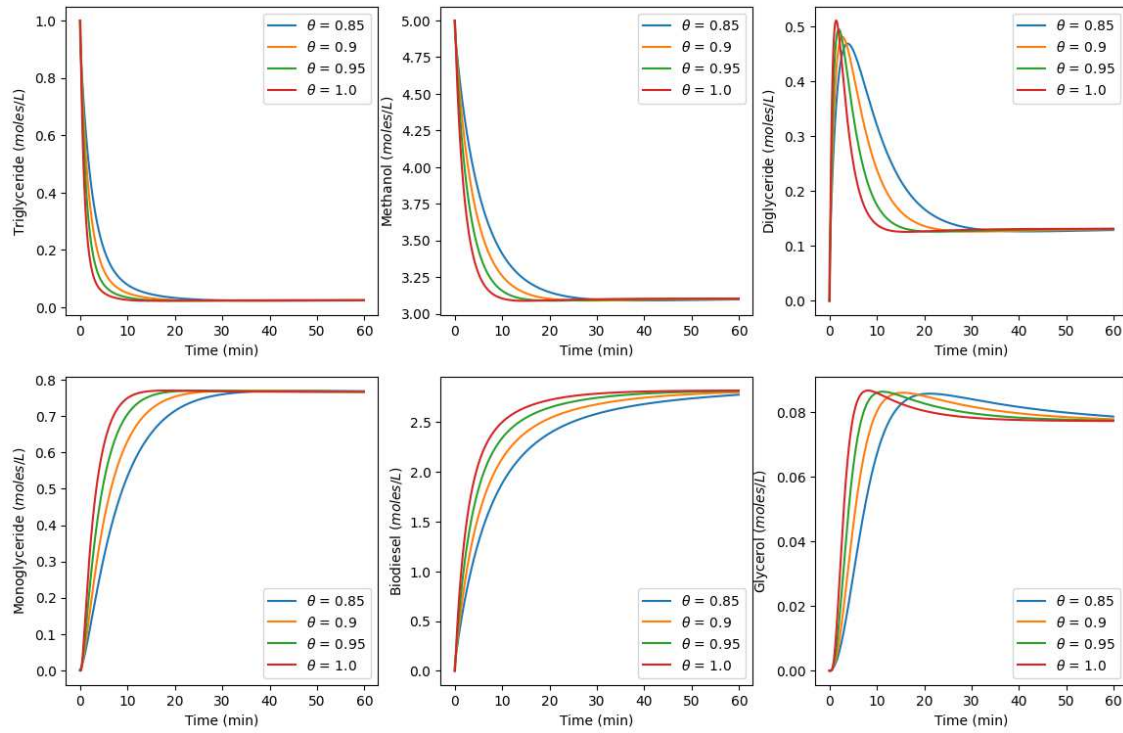 Triglyceride (moles/L)
1.0
0.8
0.6
0.4
0.2
0.0
θ = 0.85
θ = 0.9
θ = 0.95
θ = 1.0
0 10 20 30 40 50 60
Time (min)
Methanol (moles/L)
5.00
4.75
4.50
4.25
4.00
3.75
3.50
3.25
3.00
θ = 0.85
θ = 0.9
θ = 0.95
θ = 1.0
0 10 20 30 40 50 60
Time (min)
Diglyceride (moles/L)
0.5
0.4
0.3
0.2
0.1
0.0
θ = 0.85
θ = 0.9
θ = 0.95
θ = 1.0
0 10 20 30 40 50 60
Time (min)
Monoglyceride (moles/L)
0.8
0.7
0.6
0.5
0.4
0.3
0.2
0.1
0.0
θ = 0.85
θ = 0.9
θ = 0.95
θ = 1.0
0 10 20 30 40 50 60
Time (min)
Biodiesel (moles/L)
2.5
2.0
1.5
1.0
0.5
0.0
θ = 0.85
θ = 0.9
θ = 0.95
θ = 1.0
0 10 20 30 40 50 60
Time (min)
Glycerol (moles/L)
0.08
0.06
0.04
0.02
0.00
θ = 0.85
θ = 0.9
θ = 0.95
θ = 1.0
0 10 20 30 40 50 60
Time (min)